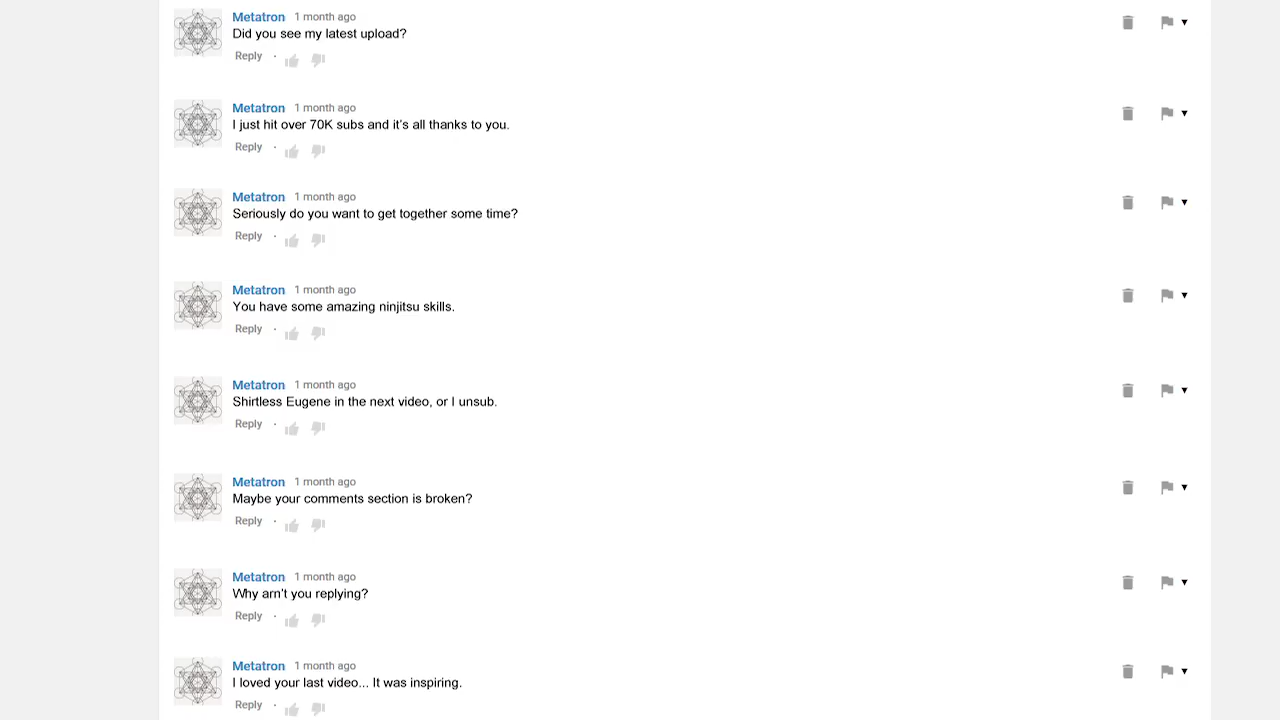 Metatron 1 month ago
Did you see my latest upload?
Reply ·
Metatron 1 month ago
I just hit over 70K subs and it's all thanks to you.
Reply ·
Metatron 1 month ago
Seriously do you want to get together some time?
Reply ·
Metatron 1 month ago
You have some amazing ninjitsu skills.
Reply ·
Metatron 1 month ago
Shirtless Eugene in the next video, or I unsub.
Reply ·
Metatron 1 month ago
Maybe your comments section is broken?
Reply ·
Metatron 1 month ago
Why arn't you replying?
Reply ·
Metatron 1 month ago
I loved your last video... It was inspiring.
Reply ·